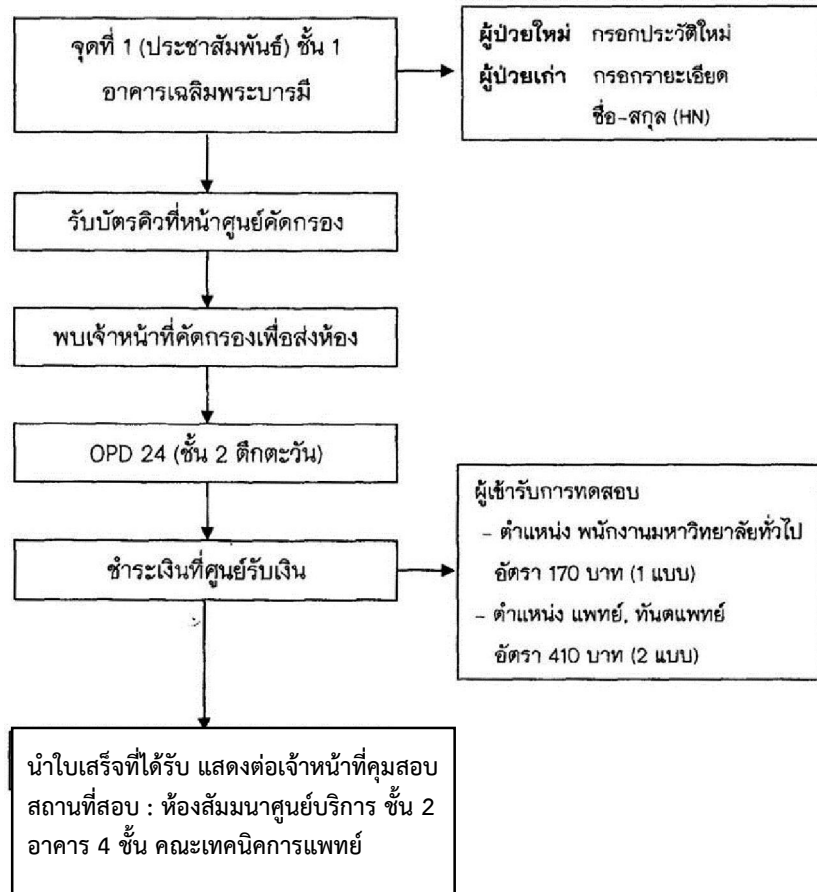 จุดที่ 1 (ประชาสัมพันธ์) ชั้น 1
อาคารเฉลิมพระบารมี
ผู้ป่วยใหม่ กรอกประวัติใหม่
ผู้ป่วยเก่า กรอกรายะเอียด
ชื่อ-สกุล (HN)
รับบัตรคิวที่หน้าศูนย์คัดกรอง
พบเจ้าหน้าที่คัดกรองเพื่อส่งห้อง
OPD 24 (ชั้น 2 ตึกตะวัน)
ชำระเงินที่ศูนย์รับเงิน
ผู้เข้ารับการทดสอบ
- ตำแหน่ง พนักงานมหาวิทยาลัยทั่วไป
อัตรา 170 บาท (1 แบบ)
- ตำแหน่ง แพทย์, ทันตแพทย์
อัตรา 410 บาท (2 แบบ)
นำใบเสร็จที่ได้รับ แสดงต่อเจ้าหน้าที่คุมสอบ
สถานที่สอบ : ห้องสัมมนาศูนย์บริการ ชั้น 2
อาคาร 4 ชั้น คณะเทคนิคการแพทย์